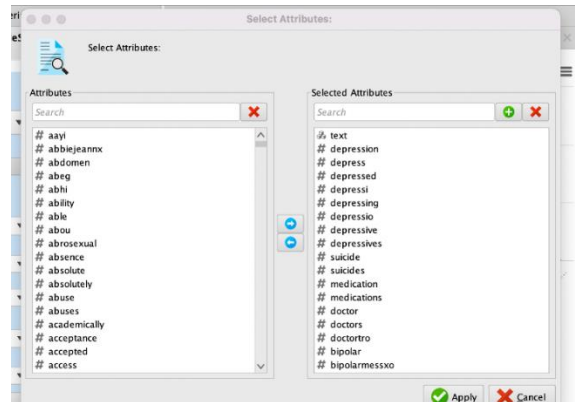 Select Attributes:
Select Attributes:
Attributes
Search
# aayi
# abbiejeannx
# abdomen
# abeg
# abhi
# ability
# able
# abou
# abrosexual
# absence
# absolute
# absolutely
# abuse
# abuses
# academically
# acceptance
# accepted
# access
Selected Attributes
Search
text
# depression
# depress
# depressed
# depressi
# depressing
# depressio
# depressive
# depressives
# suicide
# suicides
# medication
# medications
# doctor
# doctors
# doctortro
# bipolar
# bipolarmessxo
Apply
Cancel